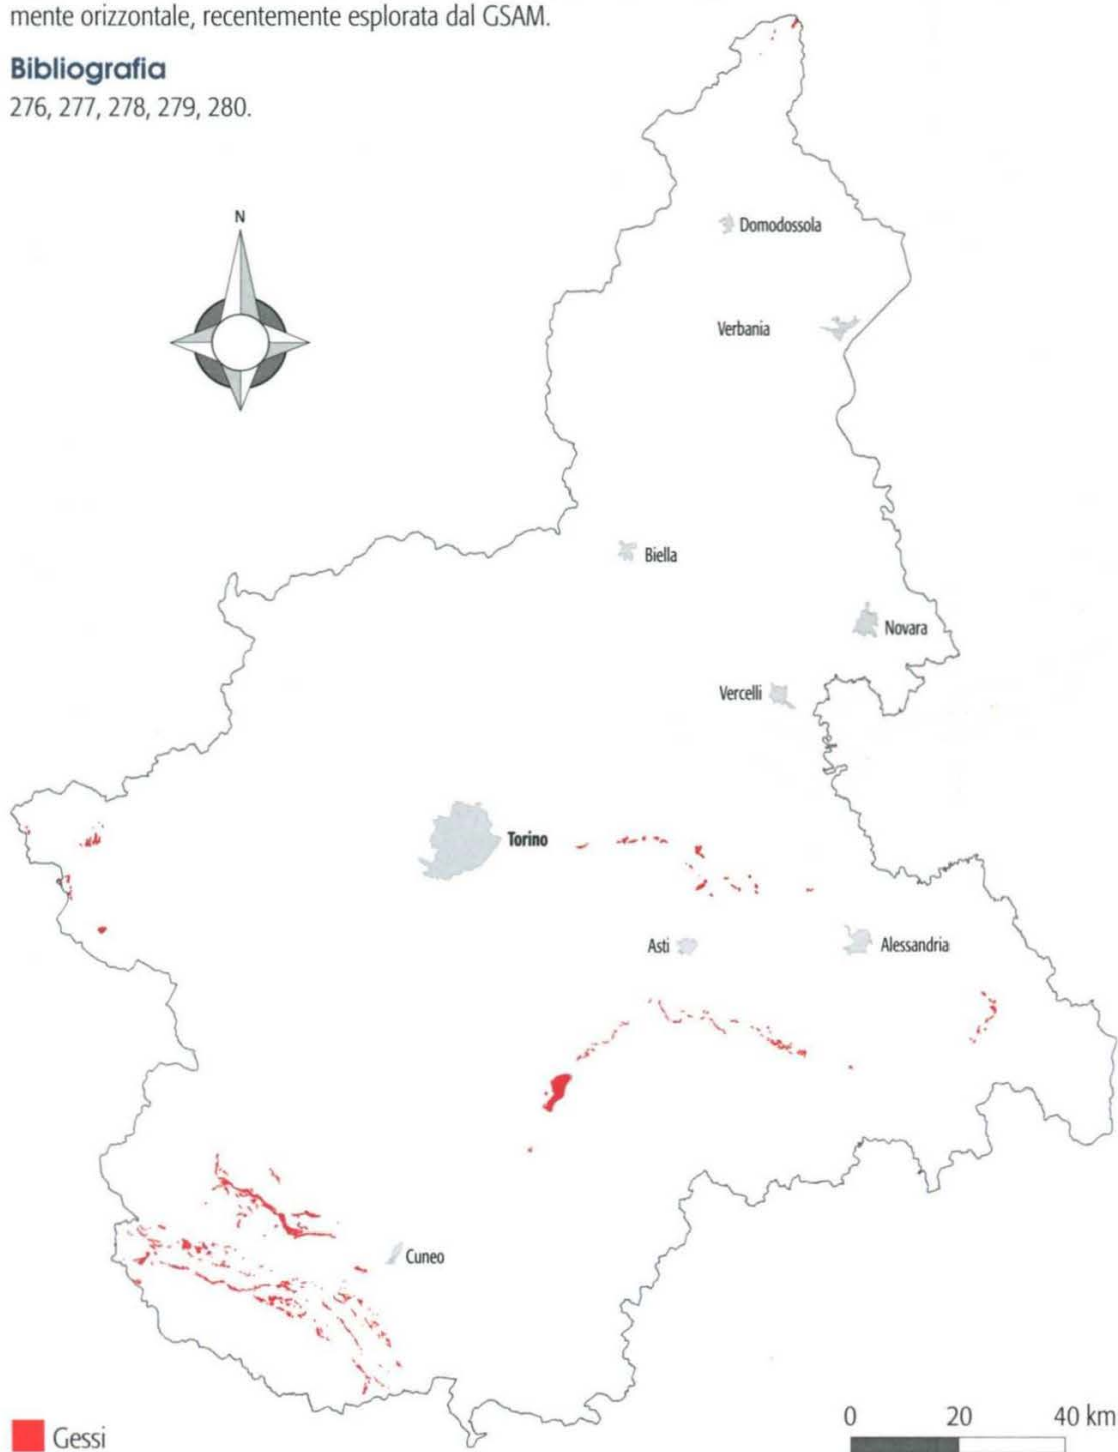 mente orizzontale, recentemente esplorata dal GSAM.
Bibliografia
276, 277, 278, 279, 280.
N
Domodossola
Verbania
Biella
Novara
Vercelli
Torino
Asti
Alessandria
Cuneo
Gessi
0 20 40 km